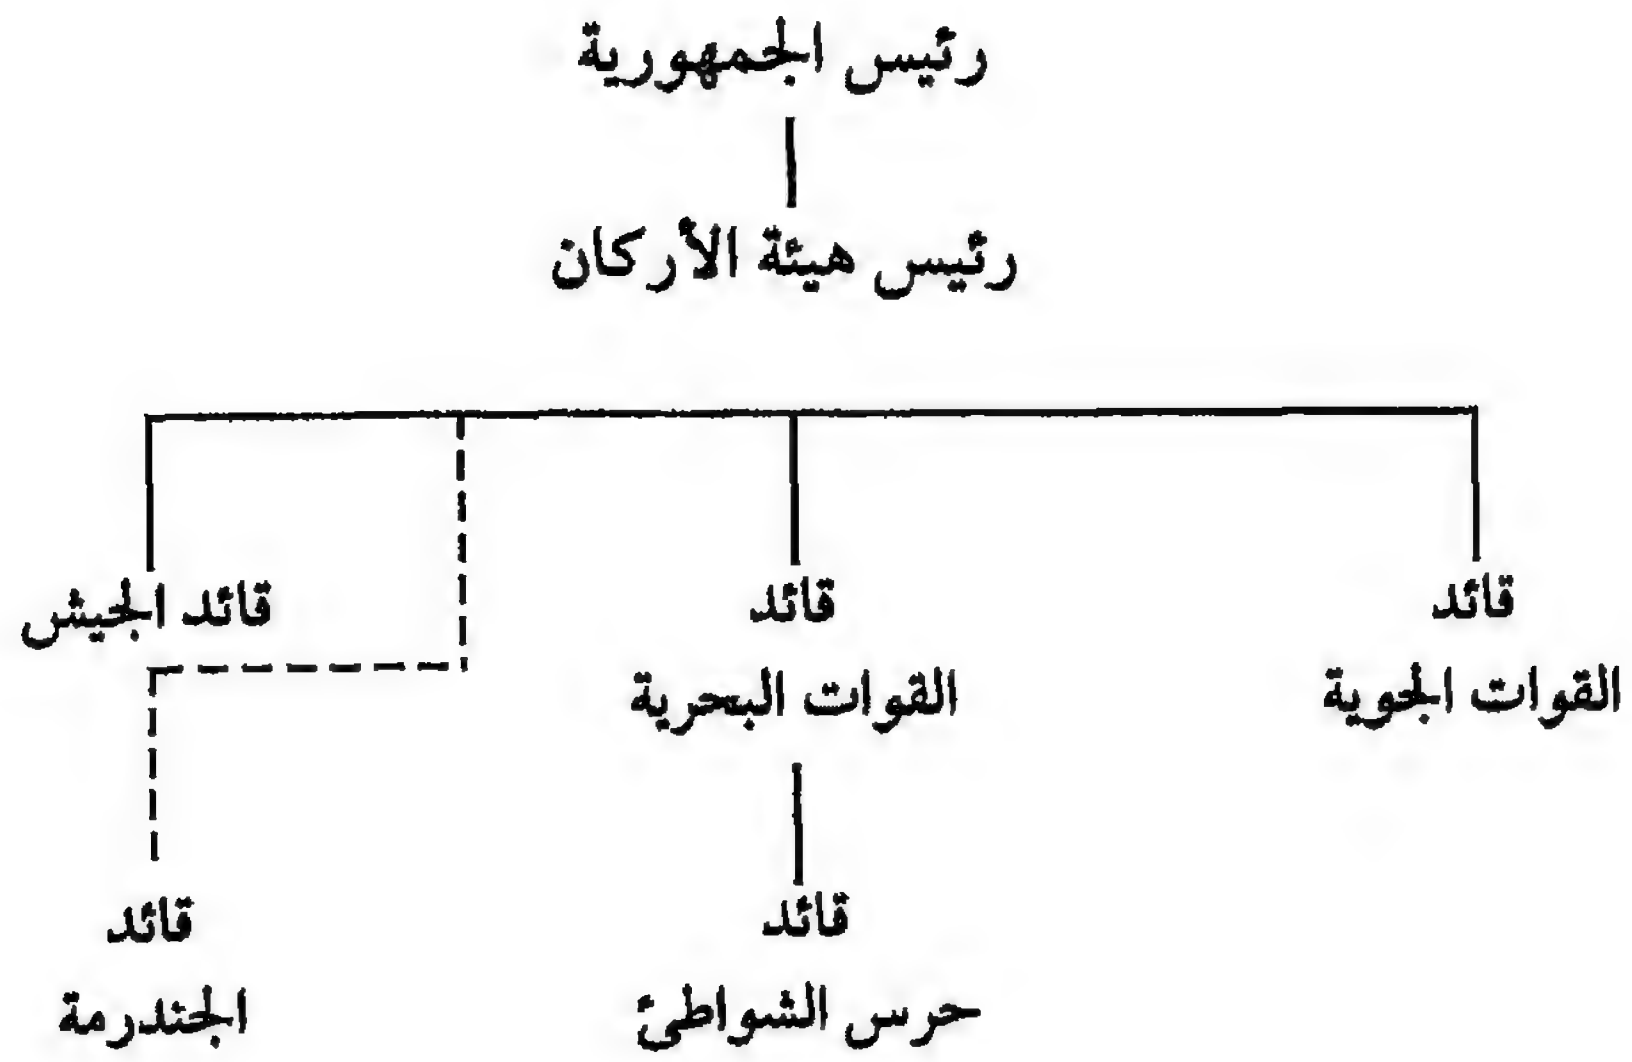 رئيس الجمهورية
رئيس هيئة الأركان
قائد
القوات الجوية
قائد
القوات البحرية
قائد الجيش
قائد
حرس الشواطئ
قائد
الجندرمة